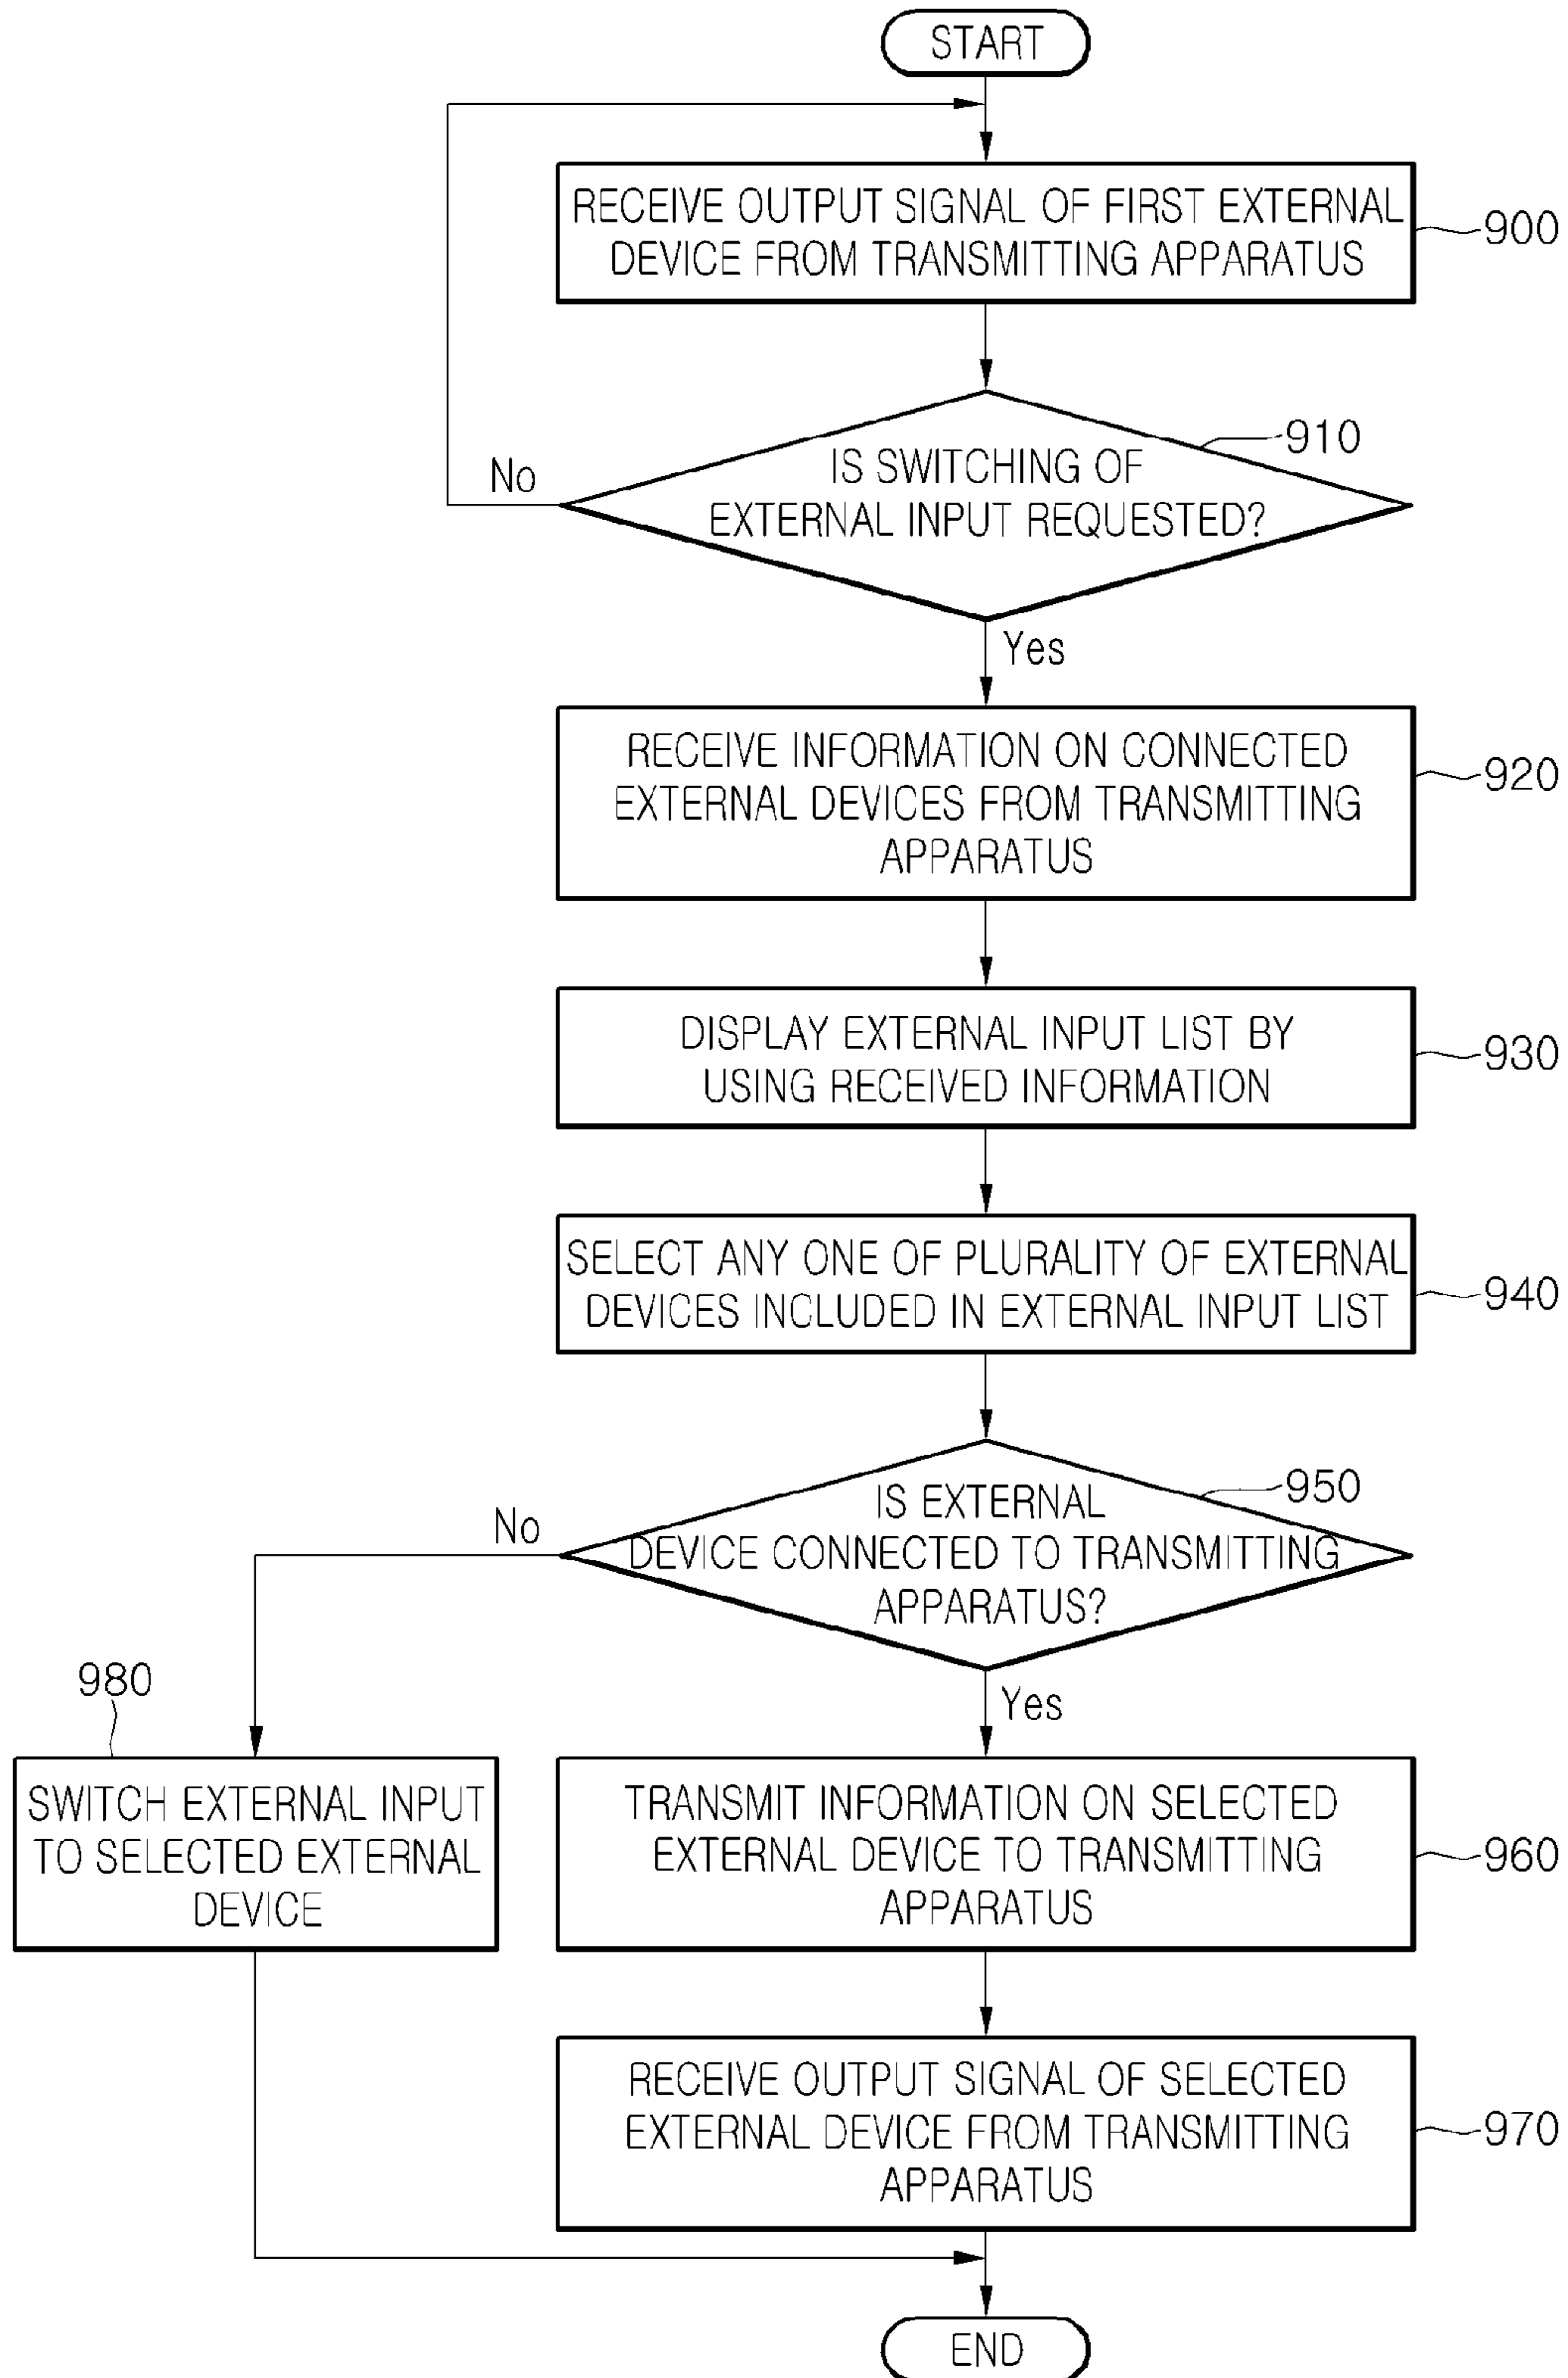 START
RECEIVE OUTPUT SIGNAL OF FIRST EXTERNAL
DEVICE FROM TRANSMITTING APPARATUS
900
IS SWITCHING OF
EXTERNAL INPUT REQUESTED?
910
No
Yes
RECEIVE INFORMATION ON CONNECTED
EXTERNAL DEVICES FROM TRANSMITTING
APPARATUS
920
DISPLAY EXTERNAL INPUT LIST BY
USING RECEIVED INFORMATION
930
SELECT ANY ONE OF PLURALITY OF EXTERNAL
DEVICES INCLUDED IN EXTERNAL INPUT LIST
940
IS EXTERNAL
DEVICE CONNECTED TO TRANSMITTING
APPARATUS?
950
No
Yes
980
SWITCH EXTERNAL INPUT
TO SELECTED EXTERNAL
DEVICE
TRANSMIT INFORMATION ON SELECTED
EXTERNAL DEVICE TO TRANSMITTING
APPARATUS
960
RECEIVE OUTPUT SIGNAL OF SELECTED
EXTERNAL DEVICE FROM TRANSMITTING
APPARATUS
970
END